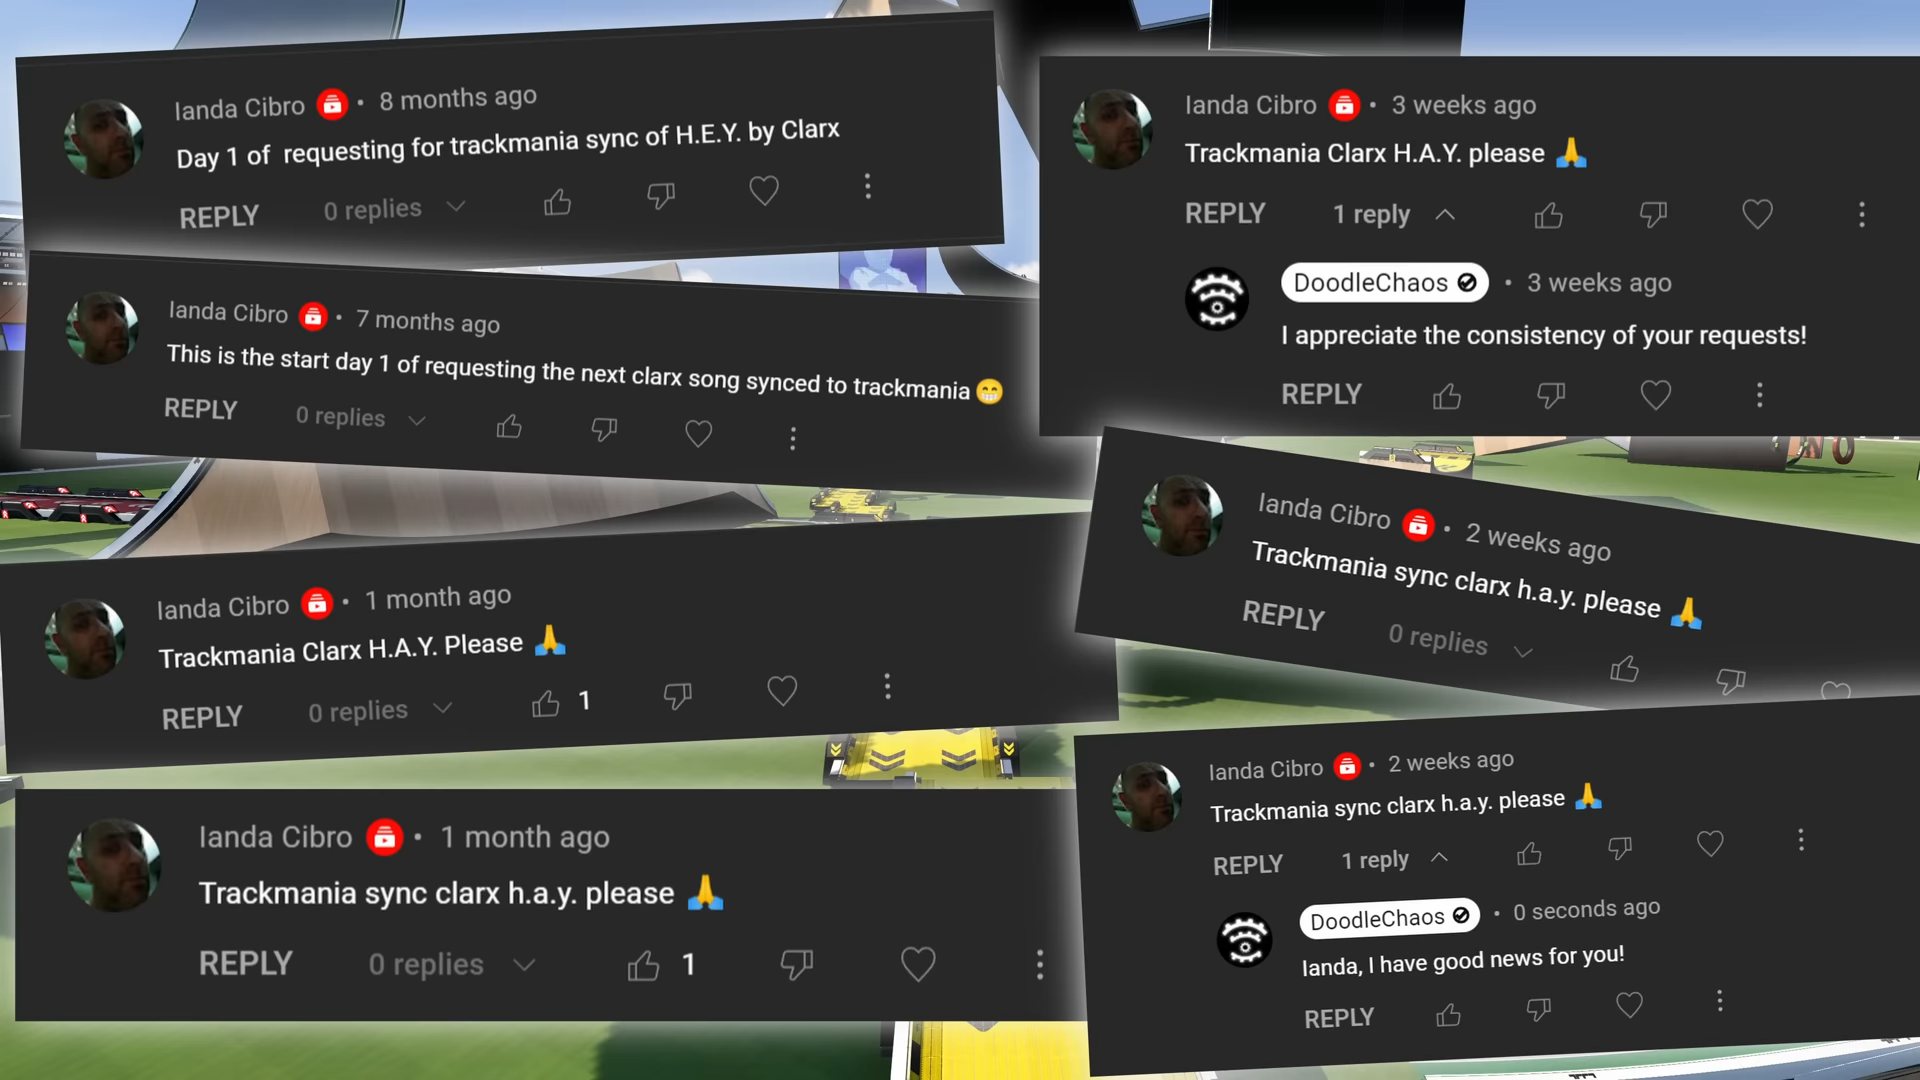 Ianda Cibro • 8 months ago
Day 1 of  requesting for trackmania sync of H.E.Y. by Clarx
REPLY 0 replies
Ianda Cibro • 7 months ago
This is the start day 1 of requesting the next clarx song synced to trackmania 😁
REPLY 0 replies
Ianda Cibro • 1 month ago
Trackmania Clarx H.A.Y. Please 🙏
REPLY 0 replies 1
Ianda Cibro • 1 month ago
Trackmania sync clarx h.a.y. please 🙏
REPLY 0 replies 1
Ianda Cibro • 3 weeks ago
Trackmania Clarx H.A.Y. please 🙏
REPLY 1 reply
DoodleChaos • 3 weeks ago
I appreciate the consistency of your requests!
REPLY
Ianda Cibro • 2 weeks ago
Trackmania sync clarx h.a.y. please 🙏
REPLY 0 replies
Ianda Cibro • 2 weeks ago
Trackmania sync clarx h.a.y. please 🙏
REPLY 1 reply
DoodleChaos • 0 seconds ago
Ianda, I have good news for you!
REPLY